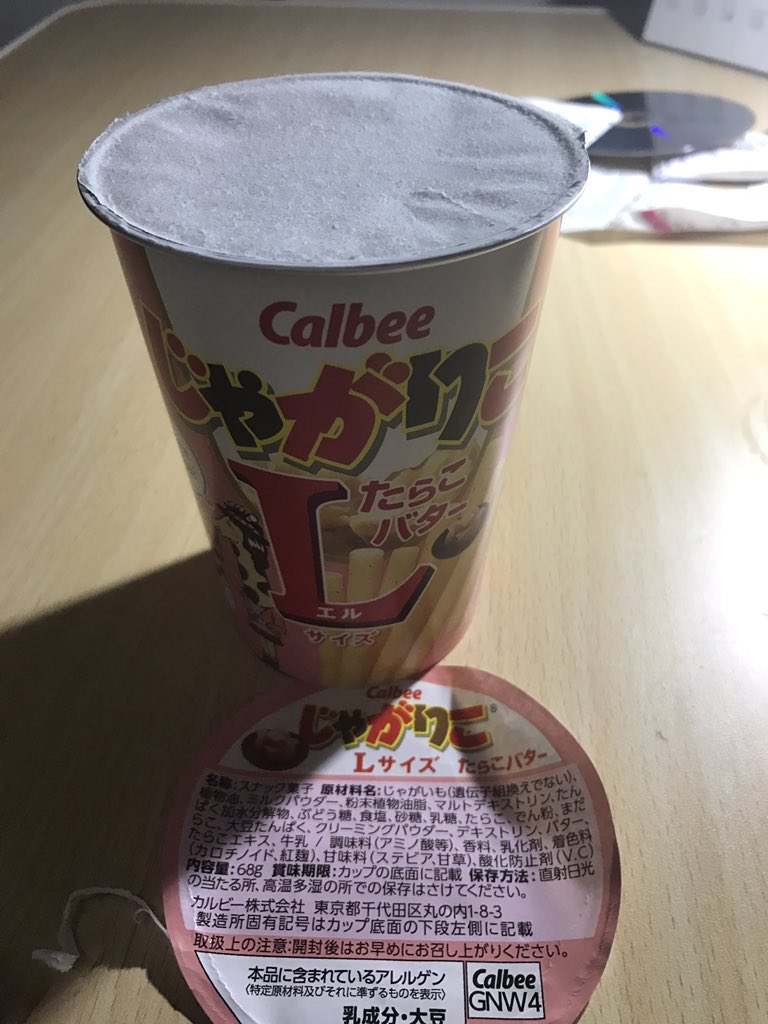 Calbee
じゃがりこ
たらこ
バター
L
エル
サイズ
Calbee
じゃがりこ®
Lサイズ たらこバター
名称:スナック菓子 原材料名:じゃがいも(遺伝子組換えでない)、
植物油、ミルクパウダー、粉末植物油脂、マルトデキストリン、たん
ぱく加水分解物、ぶどう糖、食塩、砂糖、乳糖、たらこ、でん粉、まだ
らこ、大豆たんぱく、クリーミングパウダー、デキストリン、バター、
たらこエキス、牛乳 調味料(アミノ酸等)、香料、乳化剤、着色料
(カロチノイド、紅麹)、甘味料(ステビア、甘草)、酸化防止剤(V.C)
内容量:68g 賞味期限:カップの底面に記載 保存方法:直射日光
の当たる所、高温多湿の所での保存はさけてください。
カルビー株式会社 東京都千代田区丸の内1-8-3
製造所固有記号はカップ底面の下段左側に記載
取扱上の注意:開封後はお早めにお召し上がりください。
本品に含まれているアレルゲン
(特定原材料及びそれに準ずるものを表示)
乳成分・大豆
Calbee
GNW4